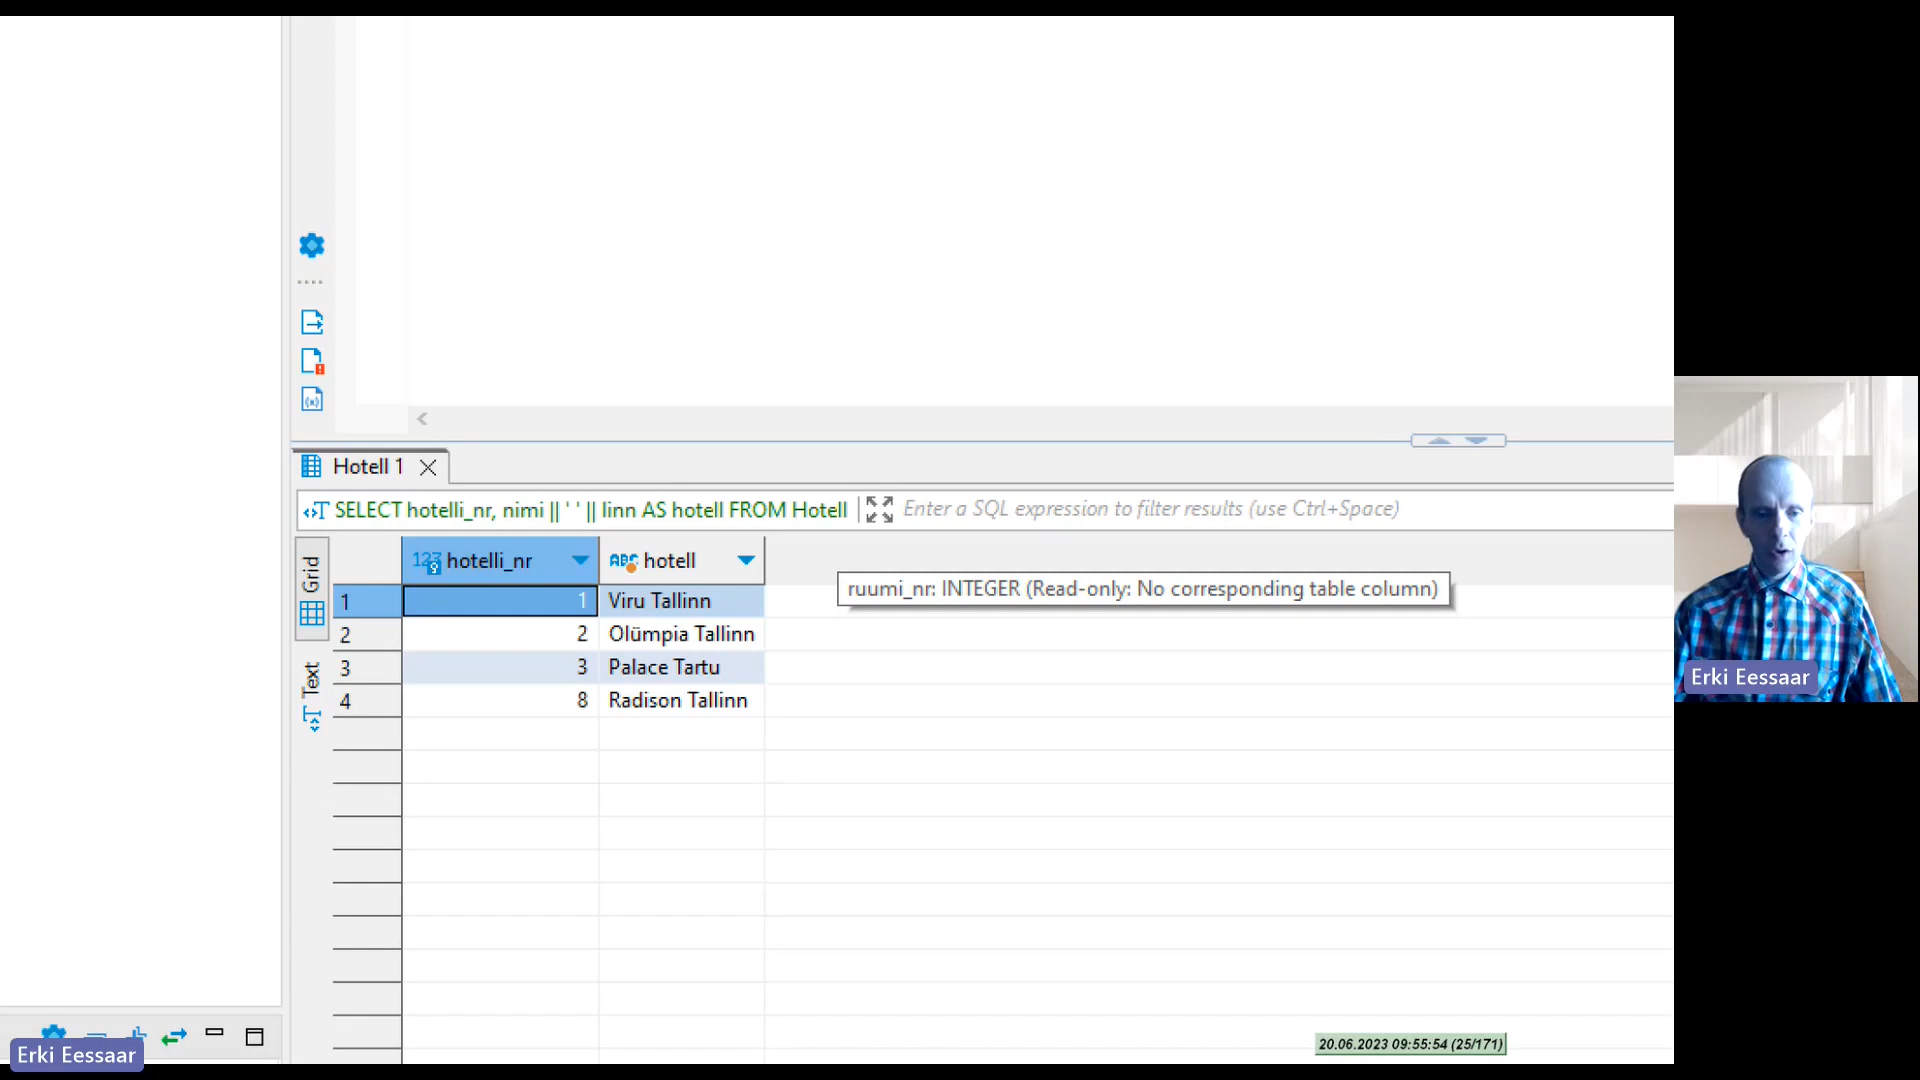 Hotell 1
SELECT hotelli_nr, nimi || ' ' || linn AS hotell FROM Hotell
Enter a SQL expression to filter results (use Ctrl+Space)
Grid
Text
123 hotelli_nr
ABC hotell
ruumi_nr: INTEGER (Read-only: No corresponding table column)
1 1 Viru Tallinn
2 2 Olümpia Tallinn
3 3 Palace Tartu
4 8 Radison Tallinn
Erki Eessaar
20.06.2023 09:55:54 (25/171)
Erki Eessaar